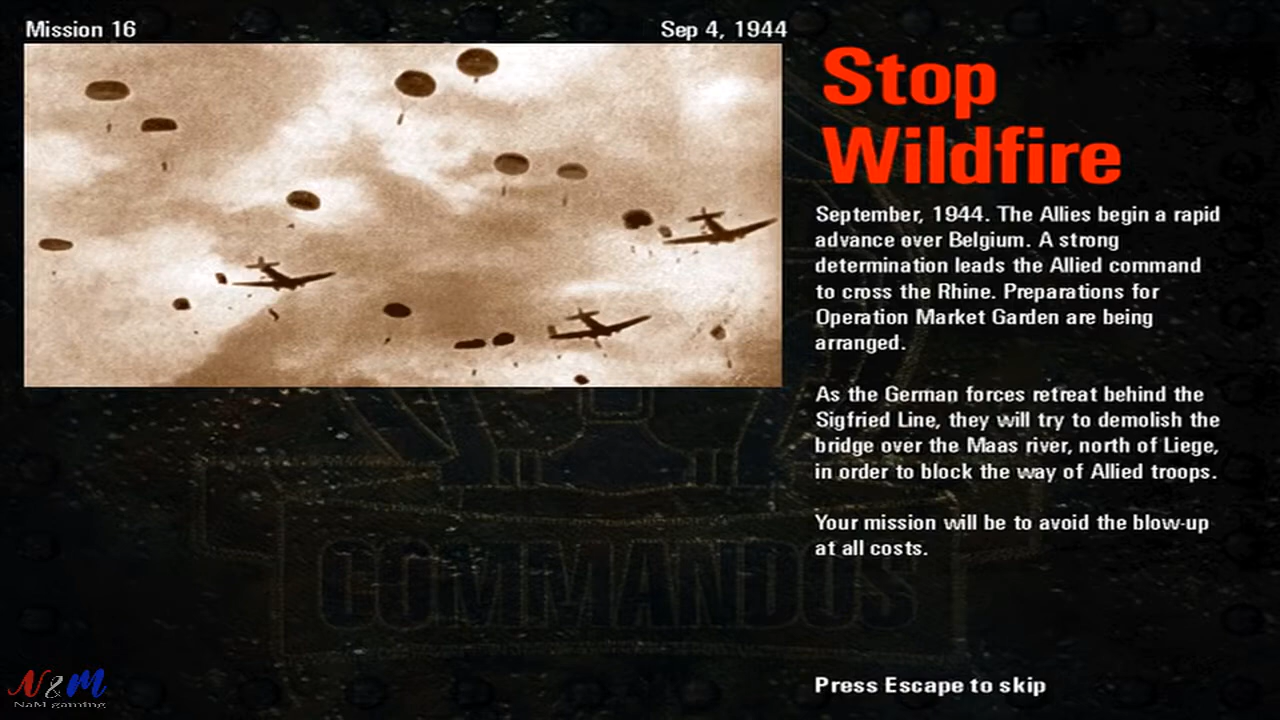 Mission 16
Sep 4, 1944
Stop
Wildfire
September, 1944. The Allies begin a rapid
advance over Belgium. A strong
determination leads the Allied command
to cross the Rhine. Preparations for
Operation Market Garden are being
arranged.
As the German forces retreat behind the
Sigfried Line, they will try to demolish the
bridge over the Maas river, north of Liege,
in order to block the way of Allied troops.
Your mission will be to avoid the blow-up
at all costs.
COMMANDOS
Press Escape to skip
N&M
NaM gaming